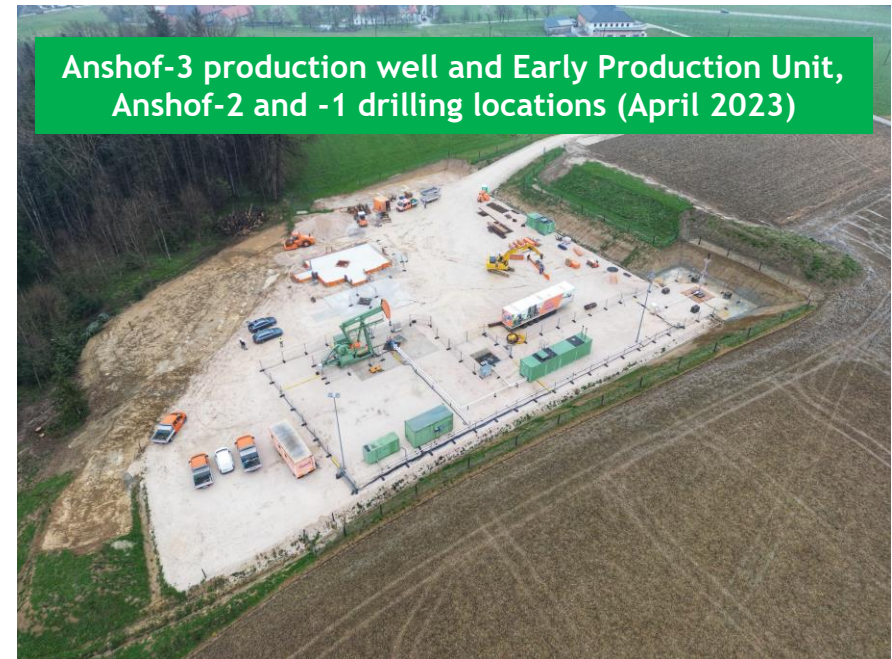 Anshof-3 production well and Early Production Unit,
Anshof-2 and -1 drilling locations (April 2023)